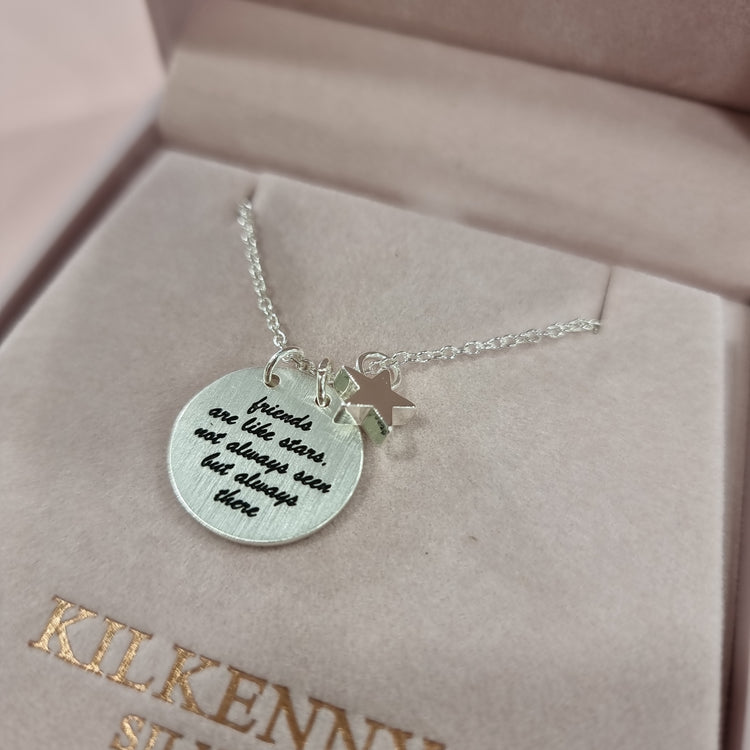 friends
are like stars,
not always seen
but always
there
KILKENNY